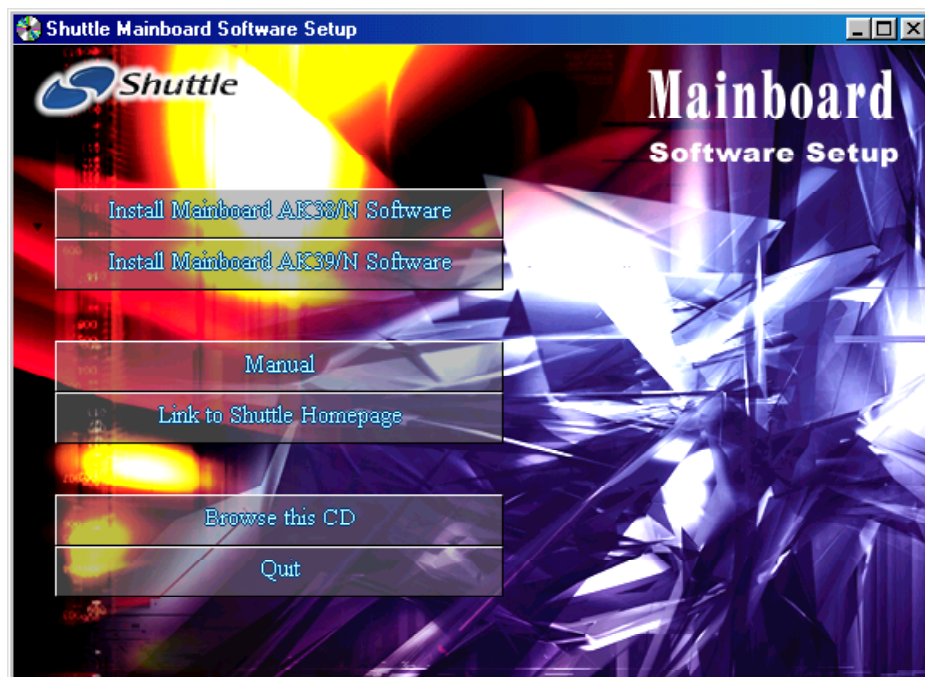 Shuttle Mainboard Software Setup
Shuttle
Mainboard
Software Setup
Install Mainboard AK38/N Software
Install Mainboard AK39/N Software
Manual
Link to Shuttle Homepage
Browse this CD
Quit